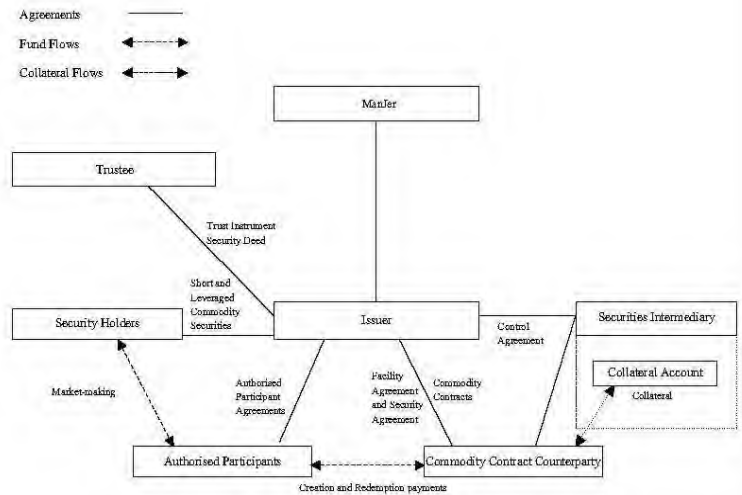 Agreements
Fund Flows
Collateral Flows
ManJer
Trustee
Trust Instrument
Security Deed
Short and
Leveraged
Commodity
Securities
Security Holders
Issuer
Securities Intermediary
Control
Agreement
Collateral Account
Collateral
Market-making
Authorised
Participant
Agreements
Facility
Agreement
and Security
Agreement
Commodity
Contracts
Authorised Participants
Commodity Contract Counterparty
Creation and Redemption payments